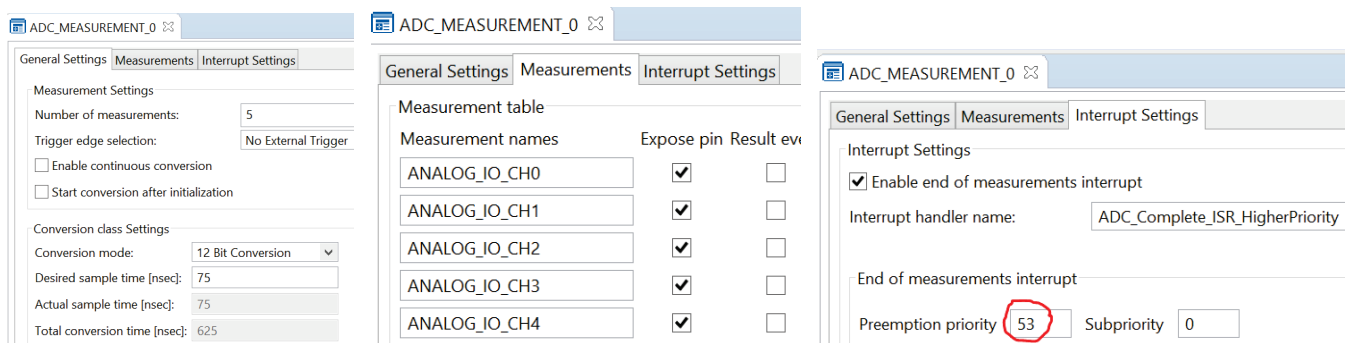 ADC_MEASUREMENT_0
General Settings Measurements Interrupt Settings
Measurement Settings
Number of measurements: 5
Trigger edge selection: No External Trigger
Enable continuous conversion
Start conversion after initialization
Conversion class Settings
Conversion mode: 12 Bit Conversion
Desired sample time [nsec]: 75
Actual sample time [nsec]: 75
Total conversion time [nsec]: 625
ADC_MEASUREMENT_0
General Settings Measurements Interrupt Settings
Measurement table
Measurement names Expose pin Result eve
ANALOG_IO_CH0
ANALOG_IO_CH1
ANALOG_IO_CH2
ANALOG_IO_CH3
ANALOG_IO_CH4
ADC_MEASUREMENT_0
General Settings Measurements Interrupt Settings
Interrupt Settings
Enable end of measurements interrupt
Interrupt handler name: ADC_Complete_ISR_HigherPriority
End of measurements interrupt
Preemption priority 53 Subpriority 0